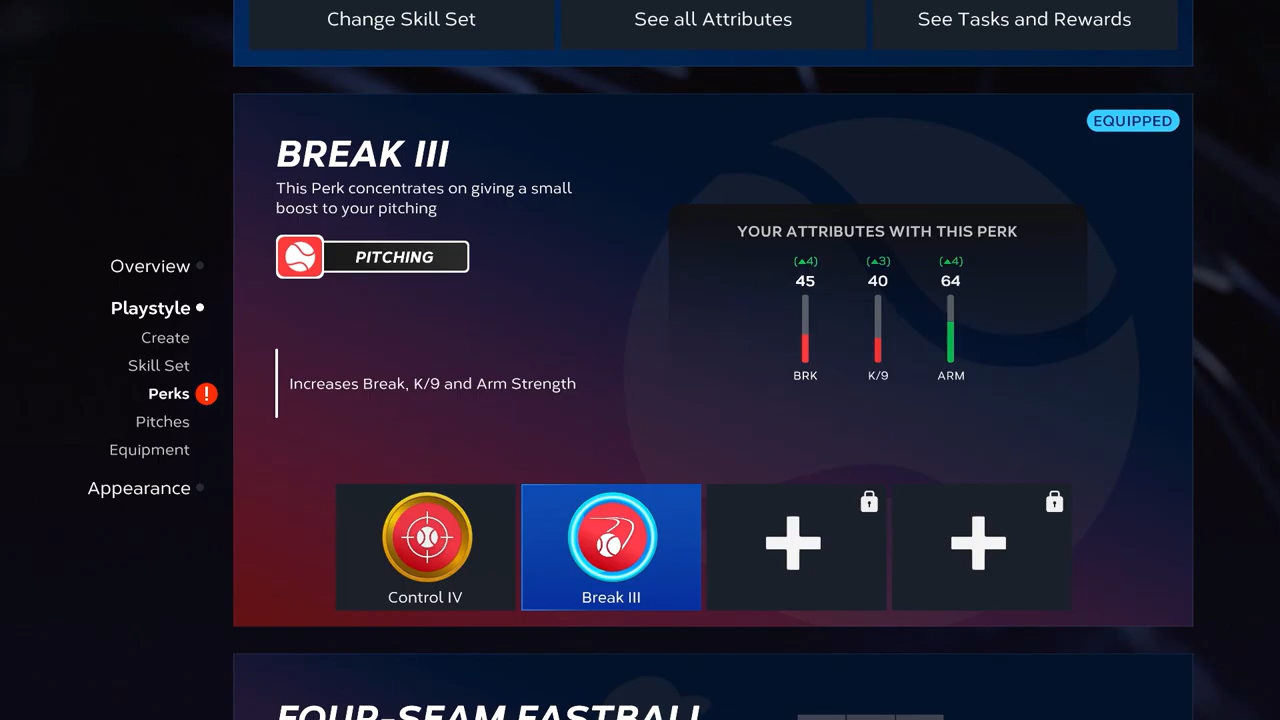 Change Skill Set
See all Attributes
See Tasks and Rewards
EQUIPPED
BREAK III
This Perk concentrates on giving a small
boost to your pitching
PITCHING
Increases Break, K/9 and Arm Strength
YOUR ATTRIBUTES WITH THIS PERK
(▲4) (▲3) (▲4)
45 40 64
BRK K/9 ARM
Overview
Playstyle
Create
Skill Set
Perks !
Pitches
Equipment
Appearance
Control IV
Break III
FOUR-SEAM FASTBALL